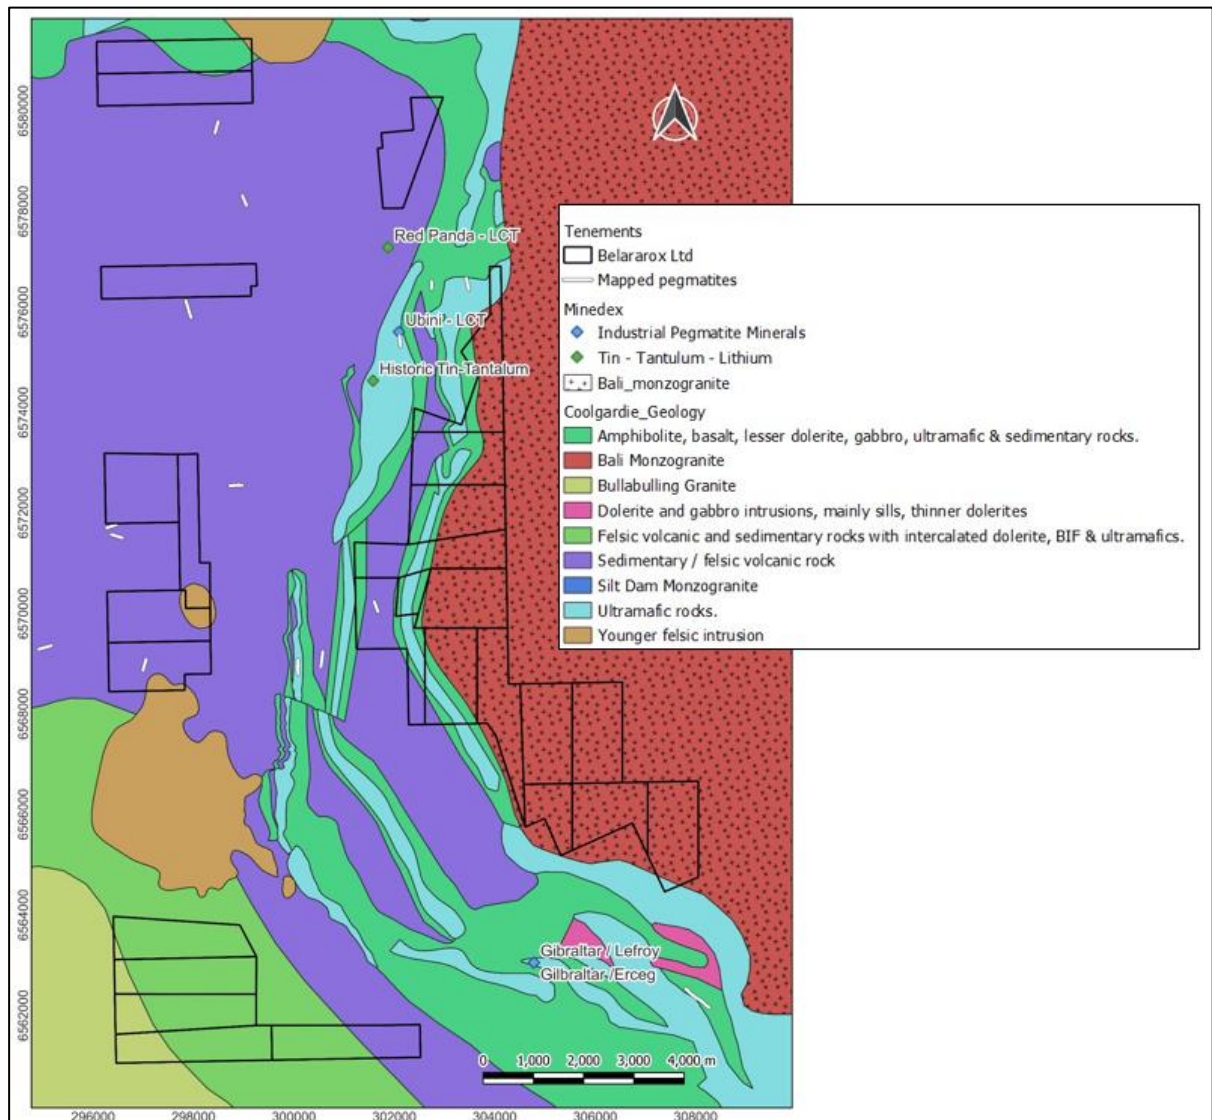 6580000
6578000
6576000
6574000
6572000
6570000
6568000
6566000
6564000
6562000
Red Panda - LCT
Ubini - LCT
Historic Tin-Tantalum
Gibraltar / Lefroy
Gilbraltar /Erceg
Tenements
Belararox Ltd
Mapped pegmatites
Minedex
Industrial Pegmatite Minerals
Tin - Tantulum - Lithium
Bali_monzogranite
Coolgardie_Geology
Amphibolite, basalt, lesser dolerite, gabbro, ultramafic & sedimentary rocks.
Bali Monzogranite
Bullabulling Granite
Dolerite and gabbro intrusions, mainly sills, thinner dolerites
Felsic volcanic and sedimentary rocks with intercalated dolerite, BIF & ultramafics.
Sedimentary / felsic volcanic rock
Silt Dam Monzogranite
Ultramafic rocks.
Younger felsic intrusion
0 1,000 2,000 3,000 4,000 m
296000 298000 300000 302000 304000 306000 308000